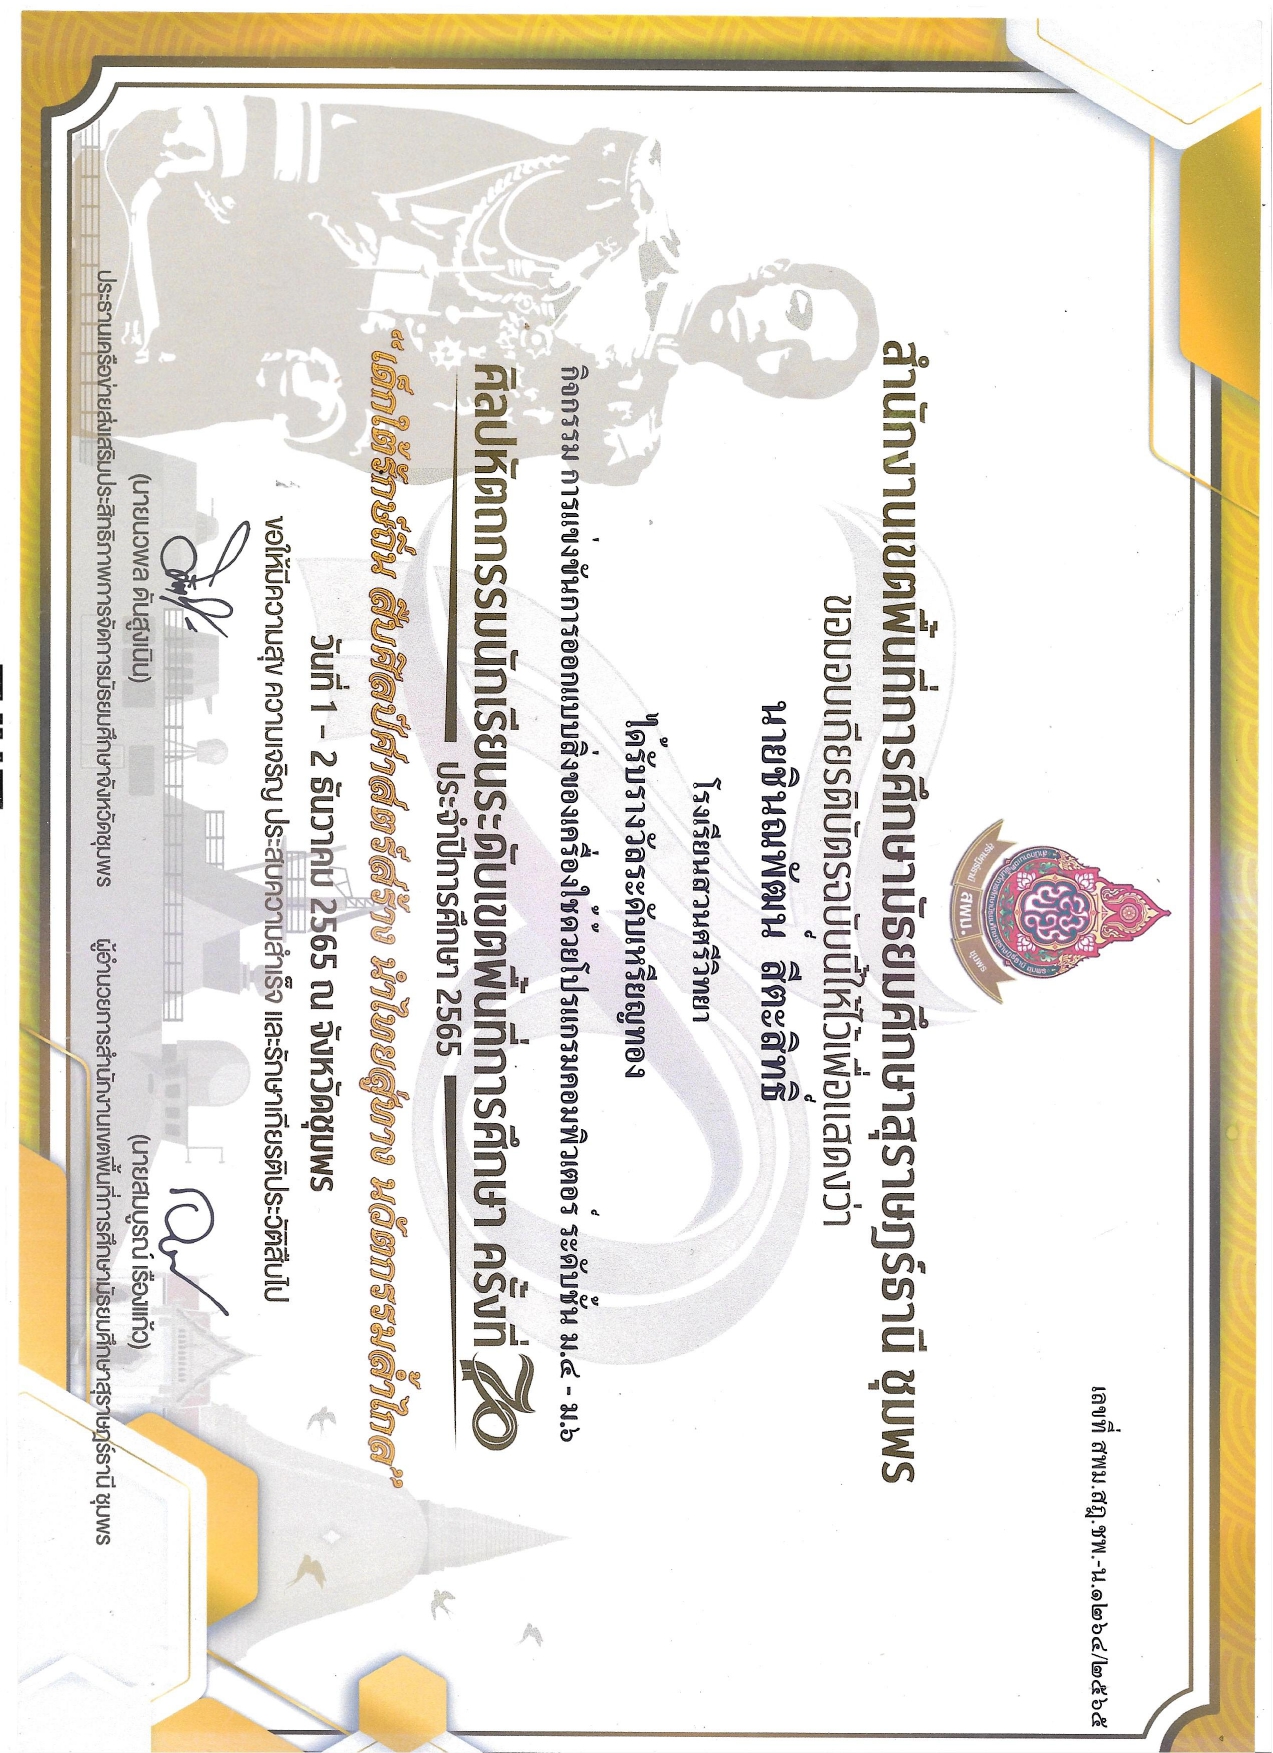 เลขที่ สพม.สฎ.ชพ.-น.๑๒๖๔/๒๕๖๕
สุราษฎร์ธานี สพม. ชุมพร
สำนักงานเขตพื้นที่การศึกษามัธยมศึกษาสุราษฎร์ธานี ชุมพร
ขอมอบเกียรติบัตรฉบับนี้ให้ไว้เพื่อแสดงว่า
นายชินณพัฒน์ สีตะสิทธิ์
โรงเรียนสวนศรีวิทยา
ได้รับรางวัลระดับเหรียญทอง
กิจกรรม การแข่งขันการออกแบบสิ่งของเครื่องใช้ด้วยโปรแกรมคอมพิวเตอร์ ระดับชั้น ม.๔ - ม.๖
ศิลปหัตถกรรมนักเรียนระดับเขตพื้นที่การศึกษา ครั้งที่ 70
ประจำปีการศึกษา 2565
“เด็กใต้รักษ์ถิ่น สืบศิลป์ศาสตร์สร้าง นำไทยสู่ทาง นวัตกรรมล้ำไกล”
วันที่ 1 - 2 ธันวาคม 2565 ณ จังหวัดชุมพร
ขอให้มีความสุข ความเจริญ ประสบความสำเร็จ และรักษาเกียรติประวัติสืบไป
(นายนวพล ดันสูงเนิน) (นายสมบูรณ์ เรืองแก้ว)
ประธานเครือข่ายส่งเสริมประสิทธิภาพการจัดการมัธยมศึกษาจังหวัดชุมพร ผู้อำนวยการสำนักงานเขตพื้นที่การศึกษามัธยมศึกษาสุราษฎร์ธานี ชุมพร